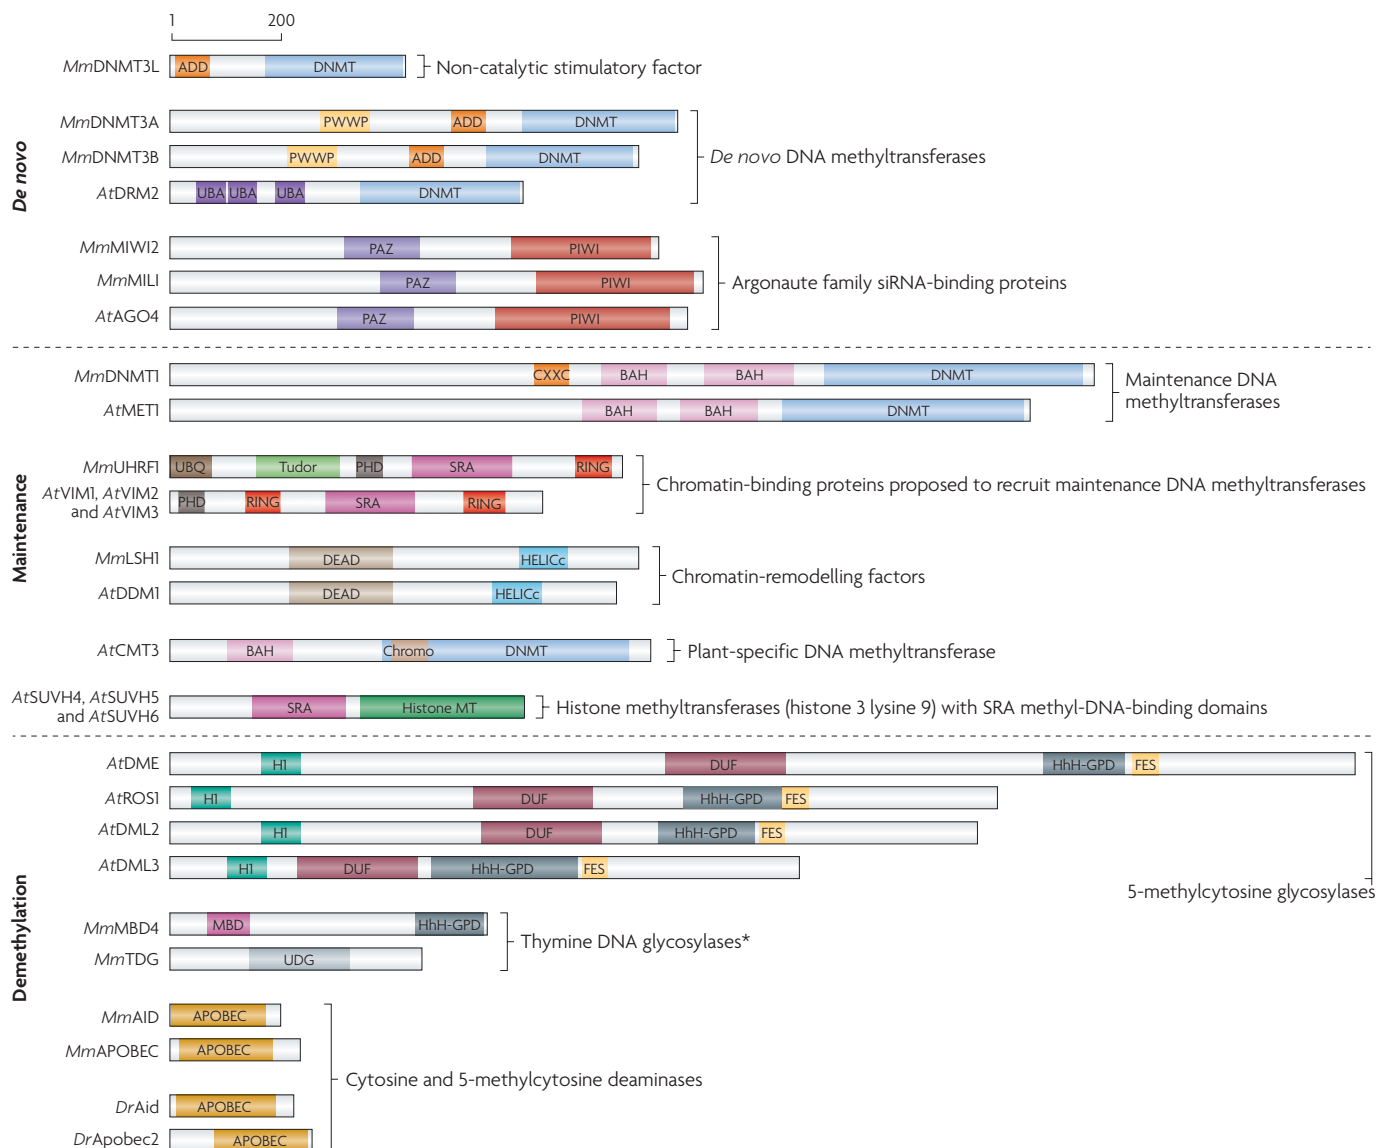 1 200
MmDNMT3L ADD DNMT Non-catalytic stimulatory factor
De novo
MmDNMT3A PWWP ADD DNMT
MmDNMT3B PWWP ADD DNMT
De novo DNA methyltransferases
AtDRM2 UBA UBA UBA DNMT
MmMIWI2 PAZ PIWI
MmMILI PAZ PIWI
Argonaute family siRNA-binding proteins
AtAGO4 PAZ PIWI
Maintenance
MmDNMT1 CXXC BAH BAH DNMT
Maintenance DNA
methyltransferases
AtMET1 BAH BAH DNMT
MmUHRF1 UBQ Tudor PHD SRA RING
Chromatin-binding proteins proposed to recruit maintenance DNA methyltransferases
AtVIM1, AtVIM2
and AtVIM3
PHD RING SRA RING
MmLSH1 DEAD HELICc
Chromatin-remodelling factors
AtDDM1 DEAD HELICc
AtCMT3 BAH Chromo DNMT Plant-specific DNA methyltransferase
AtSUVH4, AtSUVH5
and AtSUVH6
SRA Histone MT Histone methyltransferases (histone 3 lysine 9) with SRA methyl-DNA-binding domains
Demethylation
AtDME H1 DUF HhH-GPD FES
AtROS1 H1 DUF HhH-GPD FES
AtDML2 H1 DUF HhH-GPD FES
AtDML3 H1 DUF HhH-GPD FES
5-methylcytosine glycosylases
MmMBD4 MBD HhH-GPD
Thymine DNA glycosylases*
MmTDG UDG
MmAID APOBEC
MmAPOBEC APOBEC
Cytosine and 5-methylcytosine deaminases
DrAid APOBEC
DrApobec2 APOBEC